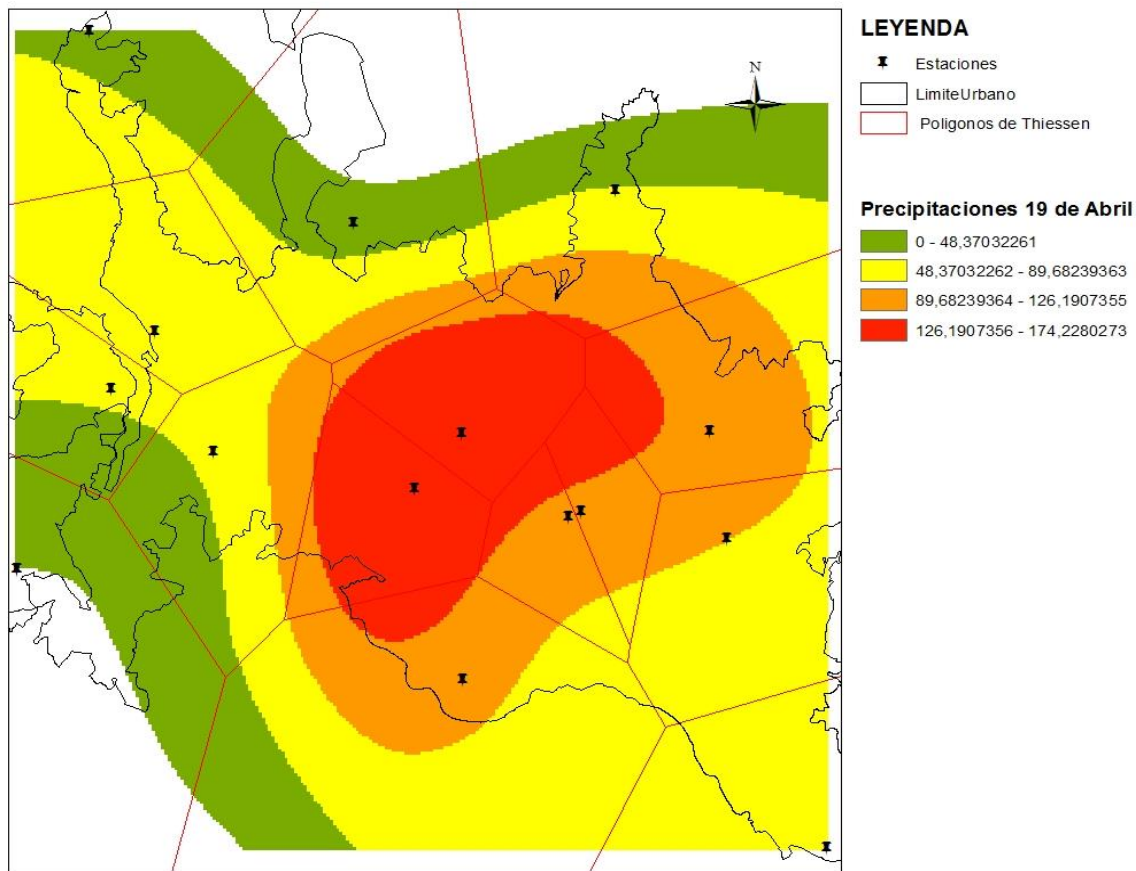 N
LEYENDA
Estaciones
LimiteUrbano
Poligonos de Thiessen
Precipitaciones 19 de Abril
0 - 48,37032261
48,37032262 - 89,68239363
89,68239364 - 126,1907355
126,1907356 - 174,2280273